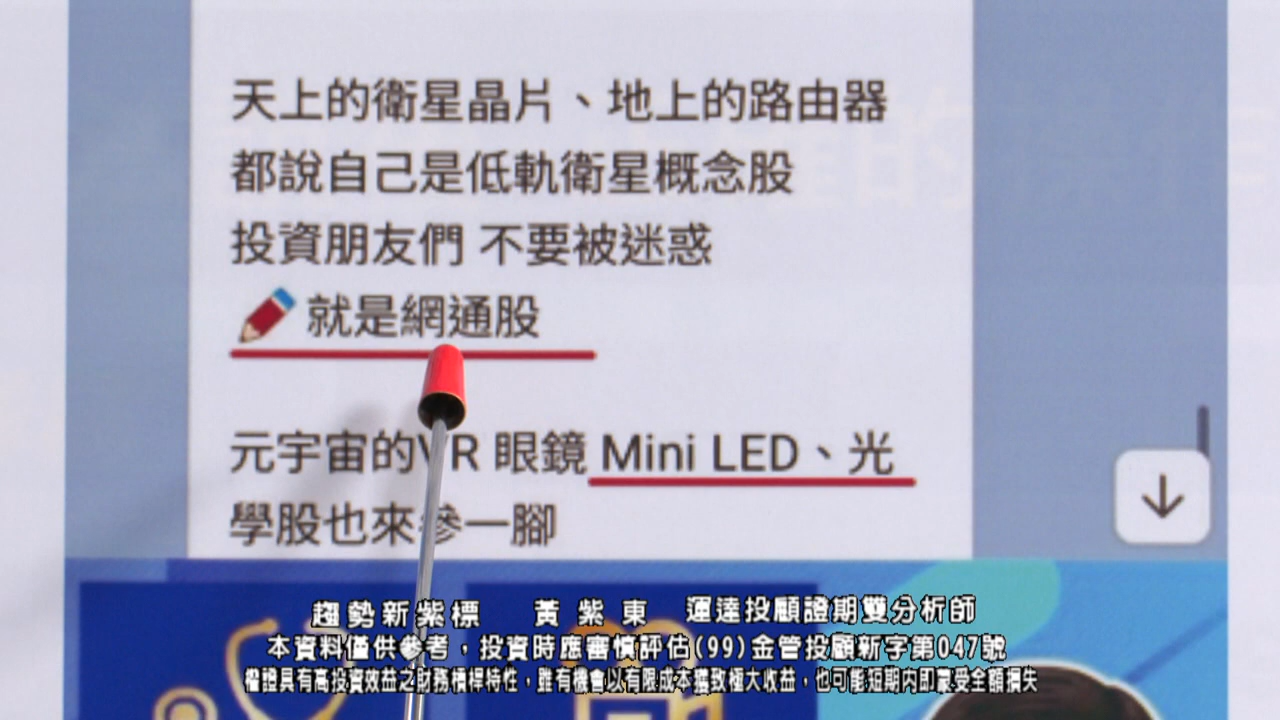 天上的衛星晶片、地上的路由器
都說自己是低軌衛星概念股
投資朋友們 不要被迷惑
就是網通股
元宇宙的VR 眼鏡 Mini LED、光
學股也來參一腳
趨勢新紫標 黃紫東 運達投顧證期雙分析師
本資料僅供參考，投資時應審慎評估(99)金管投顧新字第047號
權證具有高投資效益之財務槓桿特性，雖有機會以有限成本獲致極大收益，也可能短期內即蒙受全額損失